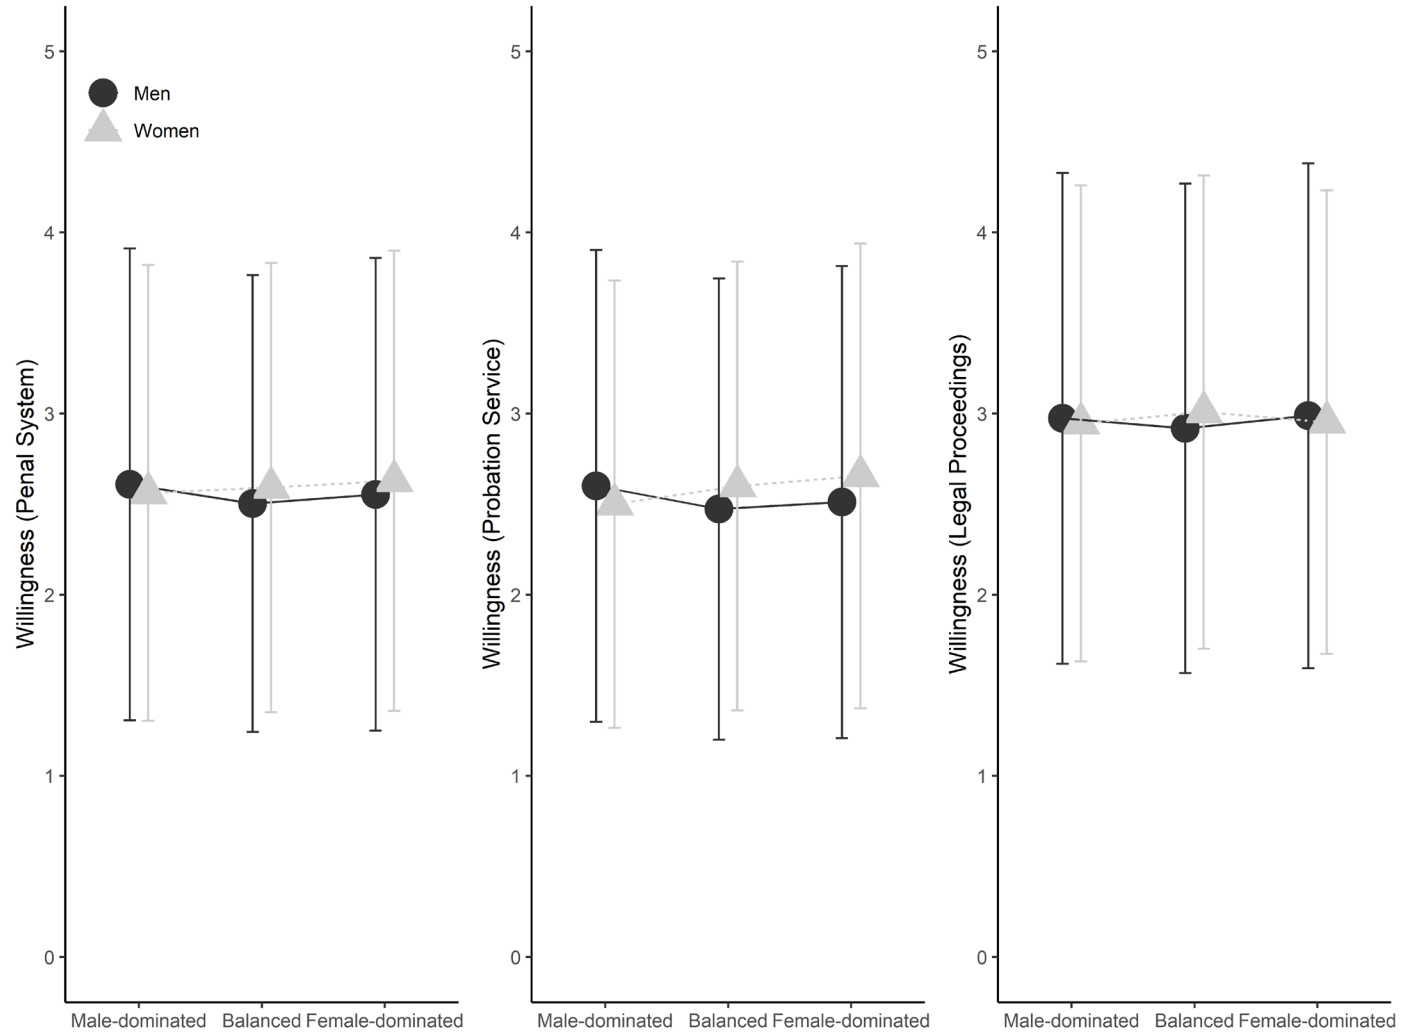 5
4
3
2
1
0
Willingness (Penal System)
Men
Women
Male-dominated Balanced Female-dominated
5
4
3
2
1
0
Willingness (Probation Service)
Male-dominated Balanced Female-dominated
5
4
3
2
1
0
Willingness (Legal Proceedings)
Male-dominated Balanced Female-dominated